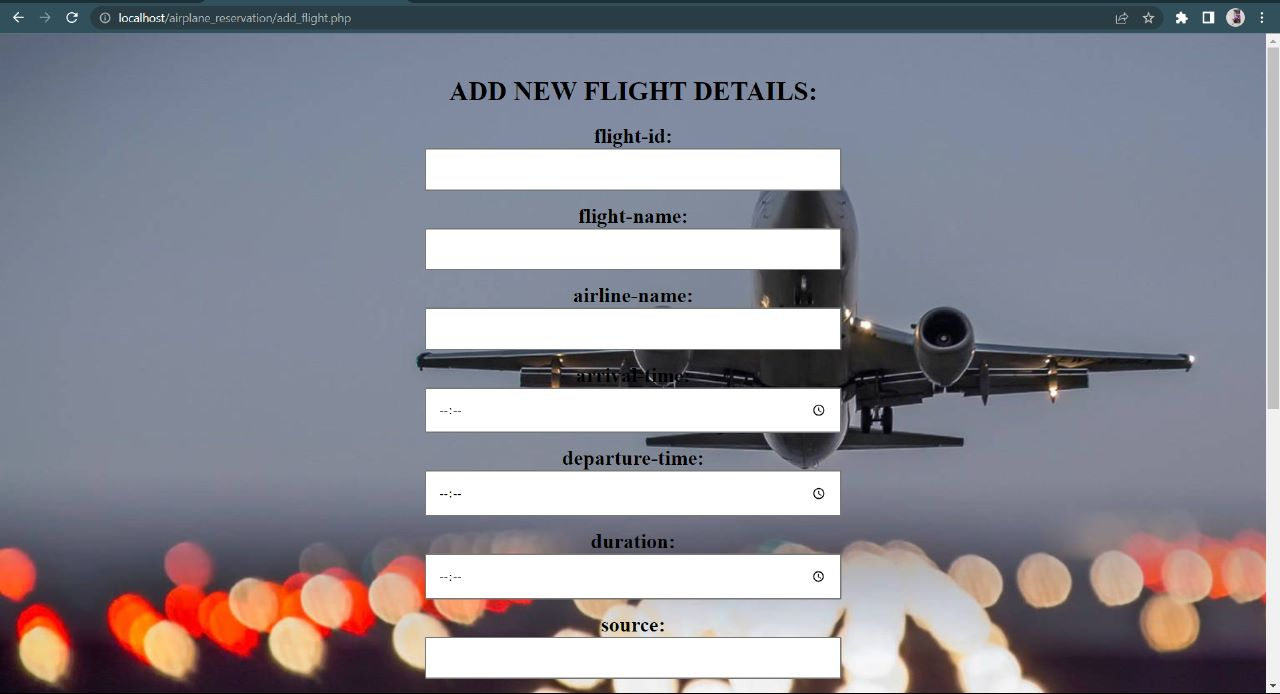 localhost/airplane_reservation/add_flight.php
ADD NEW FLIGHT DETAILS:
flight-id:
flight-name:
airline-name:
arrival-time:
--:--
departure-time:
--:--
duration:
--:--
source: